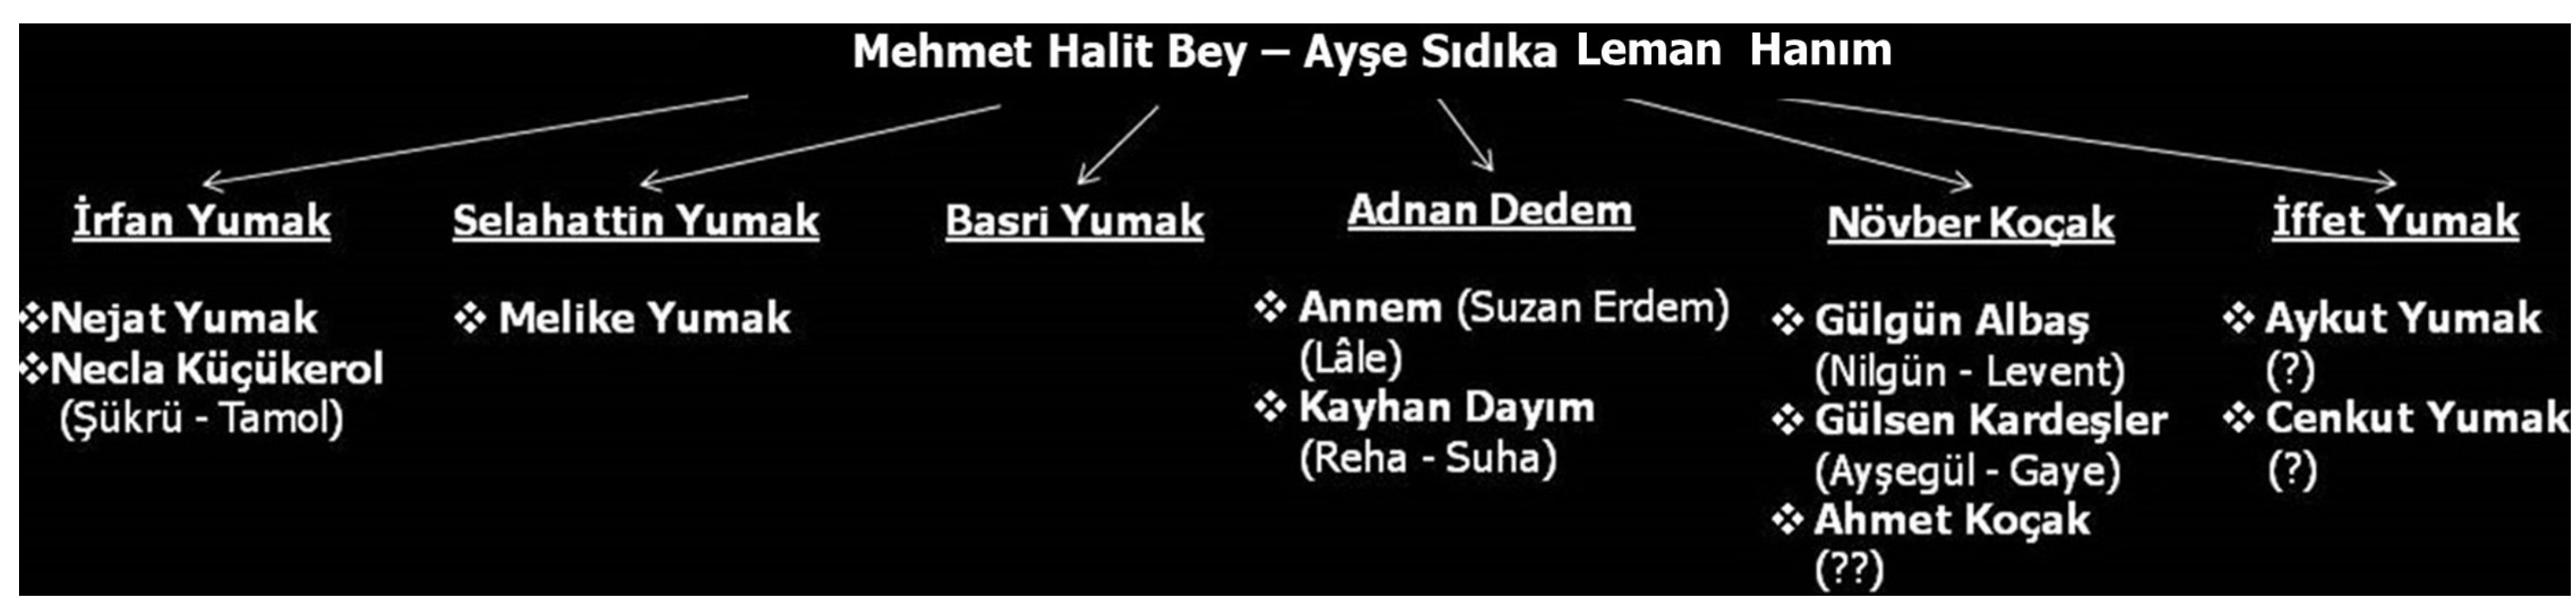 Mehmet Halit Bey – Ayşe Sıdıka Leman Hanım
İrfan Yumak
❖Nejat Yumak
❖Necla Küçükerol
(Şükrü - Tamol)
Selahattin Yumak
❖ Melike Yumak
Basri Yumak
Adnan Dedem
❖ Annem (Suzan Erdem)
(Lâle)
❖ Kayhan Dayım
(Reha - Suha)
Növber Koçak
❖ Gülgün Albaş
(Nilgün - Levent)
❖ Gülsen Kardeşler
(Ayşegül - Gaye)
❖ Ahmet Koçak
(??)
İffet Yumak
❖ Aykut Yumak
(?)
❖ Cenkut Yumak
(?)